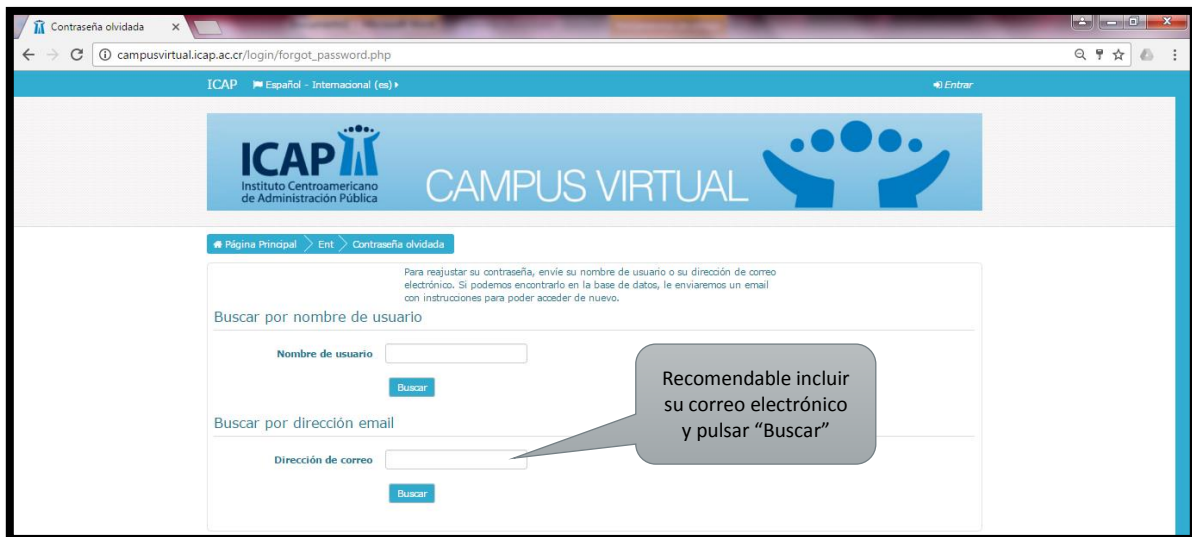 Contraseña olvidada
campusvirtual.icap.ac.cr/login/forgot_password.php
ICAP Español - Internacional (es) Entrar
ICAP
Instituto Centroamericano
de Administración Pública
CAMPUS VIRTUAL
Página Principal Ent Contraseña olvidada
Para reajustar su contraseña, envíe su nombre de usuario o su dirección de correo
electrónico. Si podemos encontrarlo en la base de datos, le enviaremos un email
con instrucciones para poder acceder de nuevo.
Buscar por nombre de usuario
Nombre de usuario
Buscar
Recomendable incluir
su correo electrónico
y pulsar “Buscar”
Buscar por dirección email
Dirección de correo
Buscar